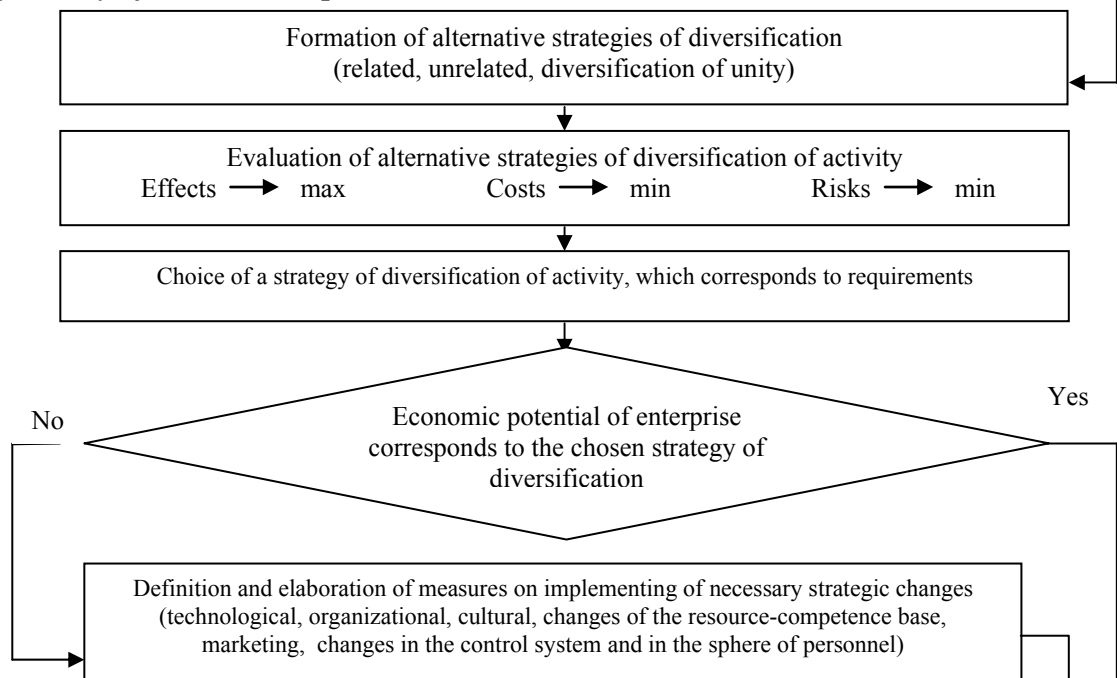 Formation of alternative strategies of diversification
(related, unrelated, diversification of unity)
Evaluation of alternative strategies of diversification of activity
Effects → max Costs → min Risks → min
Choice of a strategy of diversification of activity, which corresponds to requirements
No
Yes
Economic potential of enterprise
corresponds to the chosen strategy of
diversification
Definition and elaboration of measures on implementing of necessary strategic changes
(technological, organizational, cultural, changes of the resource-competence base,
marketing, changes in the control system and in the sphere of personnel)